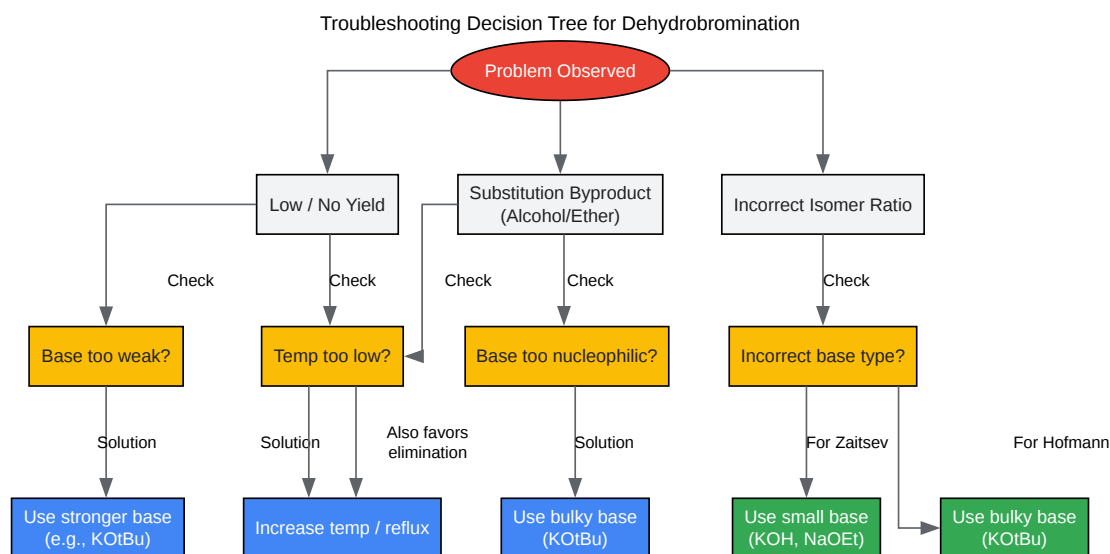 Troubleshooting Decision Tree for Dehydrobromination
Problem Observed
Low / No Yield
Substitution Byproduct
(Alcohol/Ether)
Incorrect Isomer Ratio
Check
Check
Check
Check
Check
Base too weak?
Temp too low?
Base too nucleophilic?
Incorrect base type?
Solution
Solution
Also favors
elimination
Solution
For Zaitsev
For Hofmann
Use stronger base
(e.g., KOtBu)
Increase temp / reflux
Use bulky base
(KOtBu)
Use small base
(KOH, NaOEt)
Use bulky base
(KOtBu)